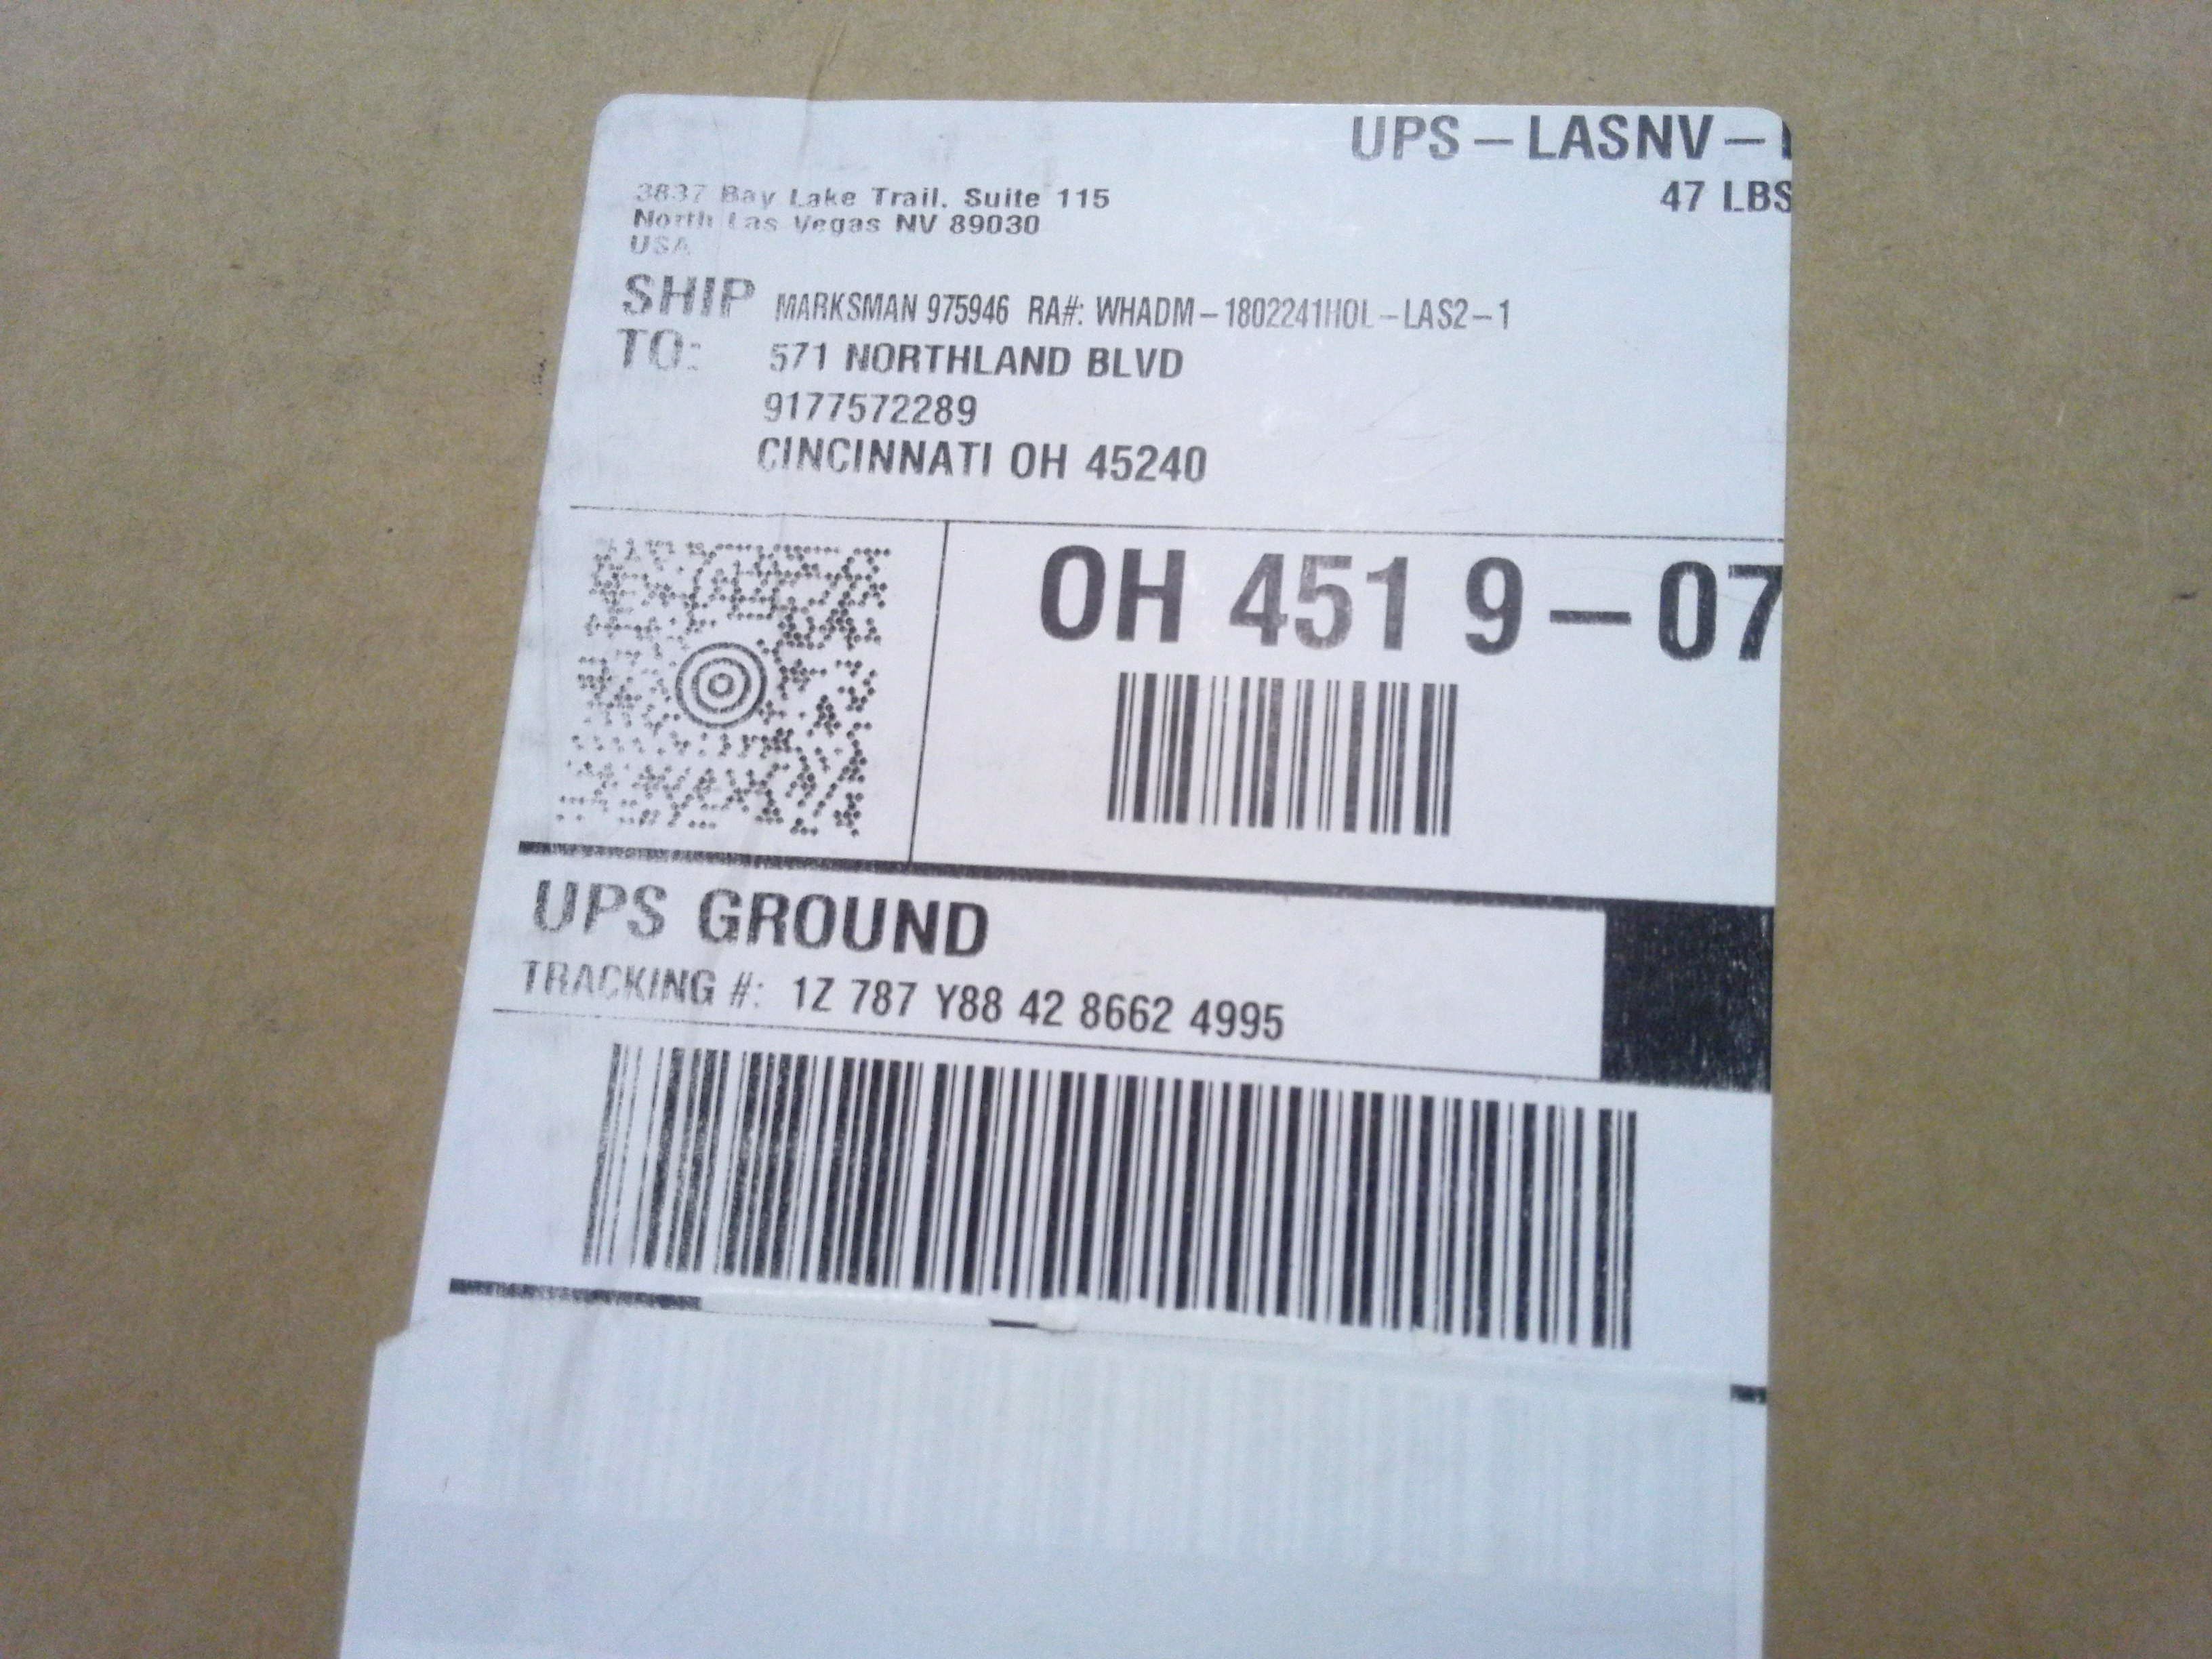 UPS-LASNV-
47 LBS
3837 Bay Lake Trail, Suite 115
North Las Vegas NV 89030
USA
SHIP TO:
MARKSMAN 975946 RA#: WHADM-1802241HOL-LAS2-1
571 NORTHLAND BLVD
9177572289
CINCINNATI OH 45240
OH 451 9-07
UPS GROUND
TRACKING #: 1Z 787 Y88 42 8662 4995